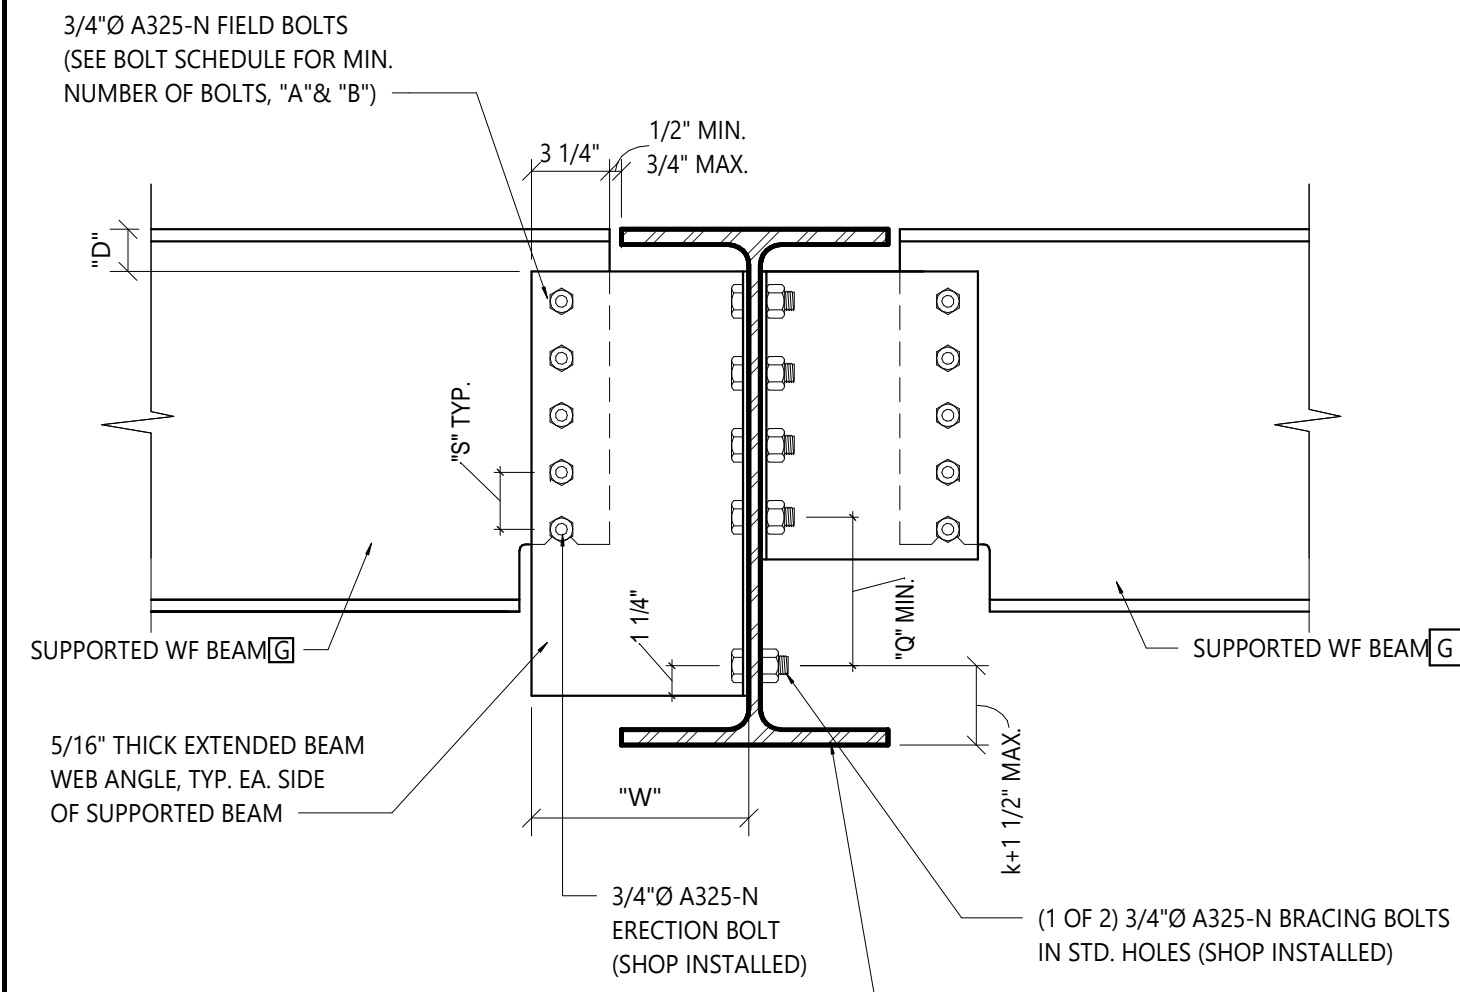 3/4"Ø A325-N FIELD BOLTS
(SEE BOLT SCHEDULE FOR MIN.
NUMBER OF BOLTS, "A"& "B")
3 1/4"
1/2" MIN.
3/4" MAX.
"D"
"S" TYP.
1 1/4"
"Q" MIN.
SUPPORTED WF BEAM G
SUPPORTED WF BEAM G
5/16" THICK EXTENDED BEAM
WEB ANGLE, TYP. EA. SIDE
OF SUPPORTED BEAM
"W"
k+1 1/2" MAX.
3/4"Ø A325-N
ERECTION BOLT
(SHOP INSTALLED)
(1 OF 2) 3/4"Ø A325-N BRACING BOLTS
IN STD. HOLES (SHOP INSTALLED)